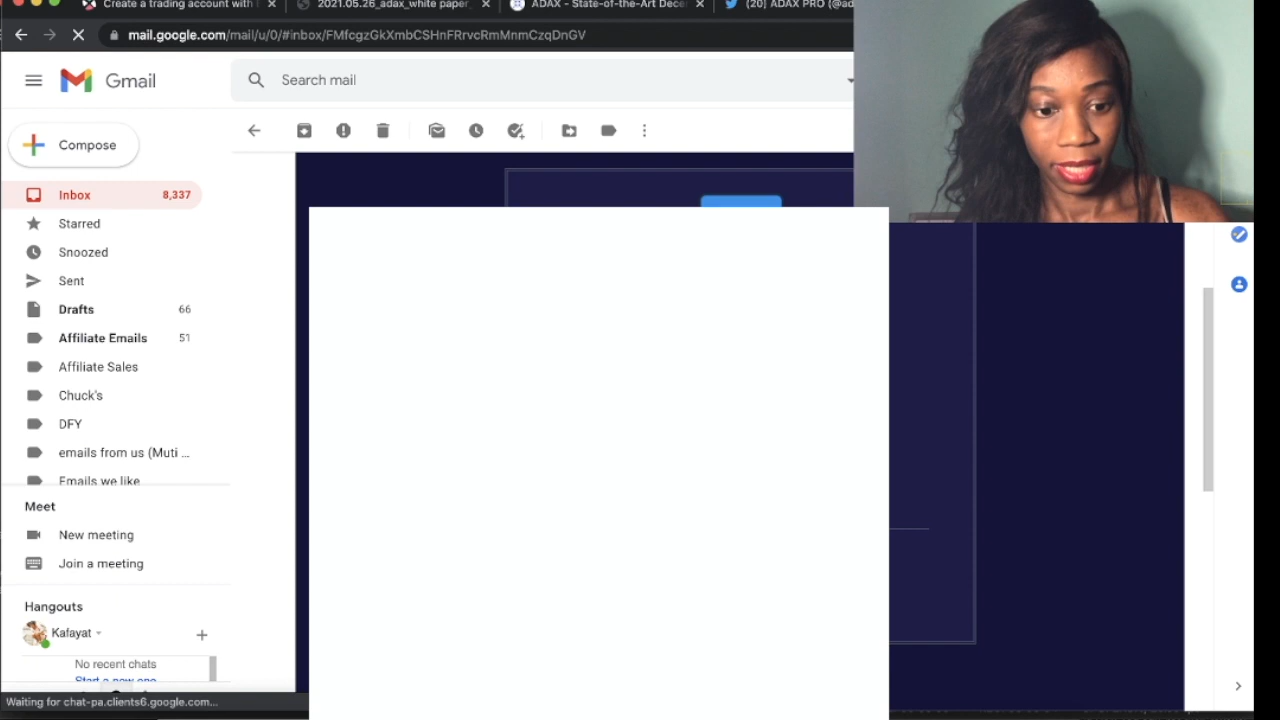 Create a trading account with
2021.05.26_adax_white paper
ADAX - State-of-the-Art Dece
(20) ADAX PRO (@ad
mail.google.com/mail/u/0/#inbox/FMfcgzGkXmbCSHnFRrvcRmMnmCzqDnGV
Gmail
Search mail
Compose
Inbox 8,337
Starred
Snoozed
Sent
Drafts 66
Affiliate Emails 51
Affiliate Sales
Chuck's
DFY
emails from us (Muti ...
Emails we like
Meet
New meeting
Join a meeting
Hangouts
Kafayat
No recent chats
Start a new one
Waiting for chat-pa.clients6.google.com...